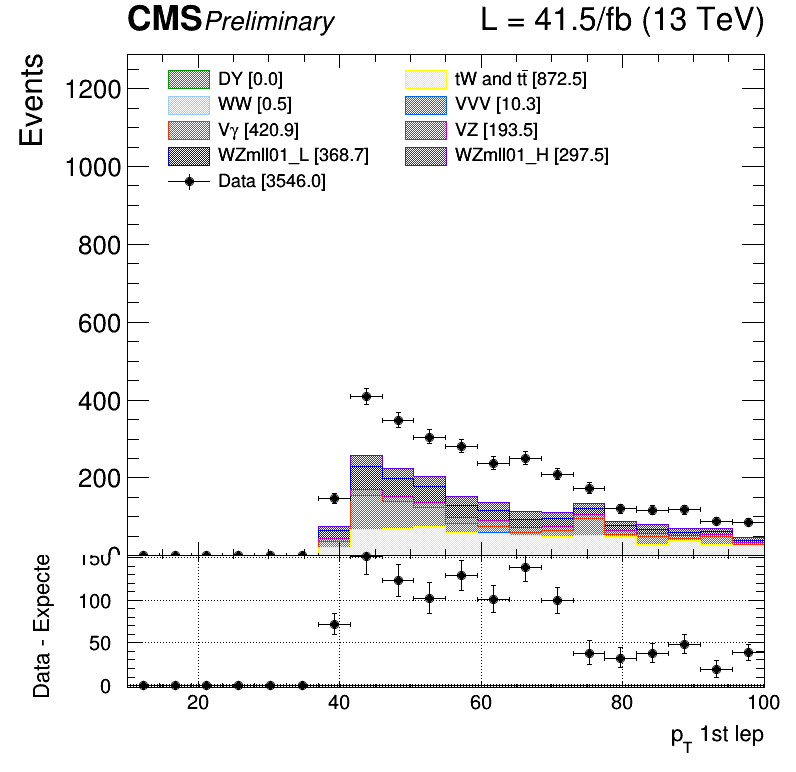 CMS Preliminary L = 41.5/fb (13 TeV)
Events
1200
1000
800
600
400
200
0
DY [0.0]
WW [0.5]
Vγ [420.9]
WZmll01_L [368.7]
Data [3546.0]
tW and tt̄ [872.5]
VVV [10.3]
VZ [193.5]
WZmll01_H [297.5]
Data - Expecte
150
100
50
0
20 40 60 80 100
p_T 1st lep